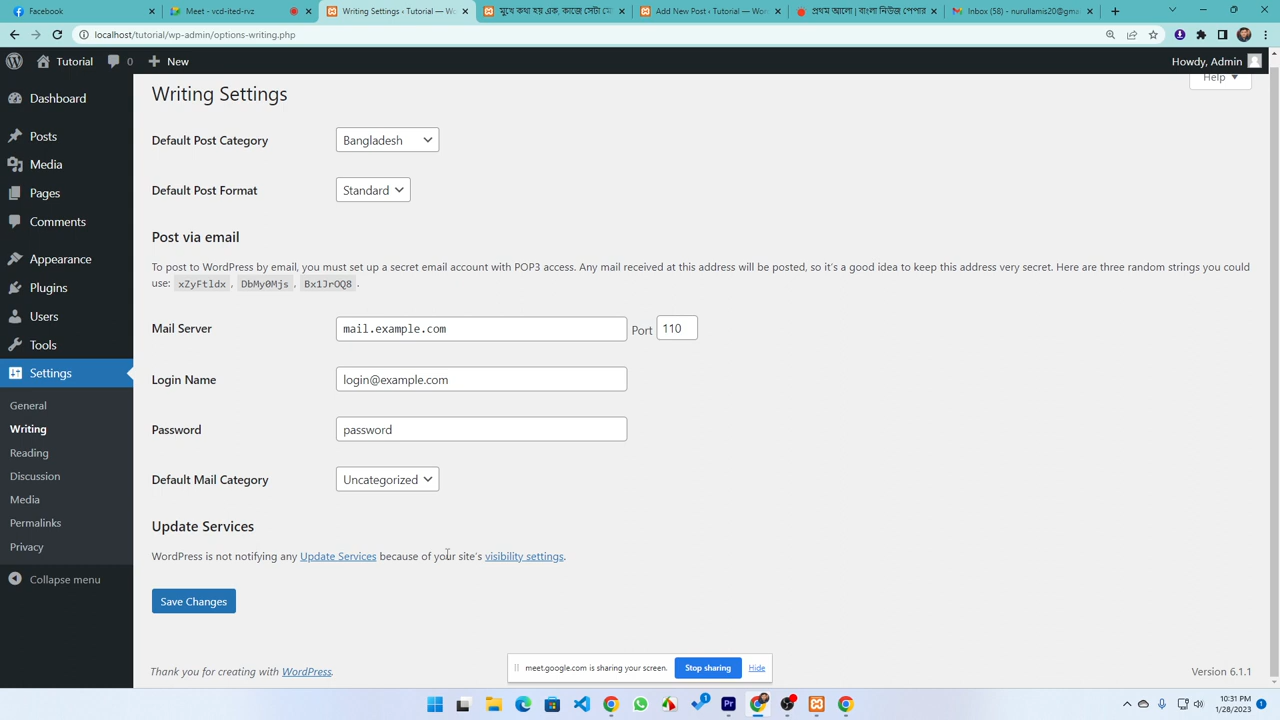 Facebook
Meet - vcd-ited-rvz
Writing Settings ‹ Tutorial — Wor
মুখে কথা হয় এক, কাজে সেটা মো
Add New Post ‹ Tutorial — Wor
প্রথম আলো | বাংলা নিউজ পেপার
Inbox (58) - nurullamis20@gmai
localhost/tutorial/wp-admin/options-writing.php
Tutorial 0 New
Howdy, Admin
Help
Dashboard
Posts
Media
Pages
Comments
Appearance
Plugins
Users
Tools
Settings
General
Writing
Reading
Discussion
Media
Permalinks
Privacy
Collapse menu
Writing Settings
Default Post Category Bangladesh
Default Post Format Standard
Post via email
To post to WordPress by email, you must set up a secret email account with POP3 access. Any mail received at this address will be posted, so it’s a good idea to keep this address very secret. Here are three random strings you could
use: xZyFtldx , DbMy0Mjs , Bx1JrOQ8 .
Mail Server mail.example.com Port 110
Login Name login@example.com
Password password
Default Mail Category Uncategorized
Update Services
WordPress is not notifying any Update Services because of your site’s visibility settings.
Save Changes
Thank you for creating with WordPress.
Version 6.1.1
meet.google.com is sharing your screen. Stop sharing Hide
10:31 PM
1/28/2023